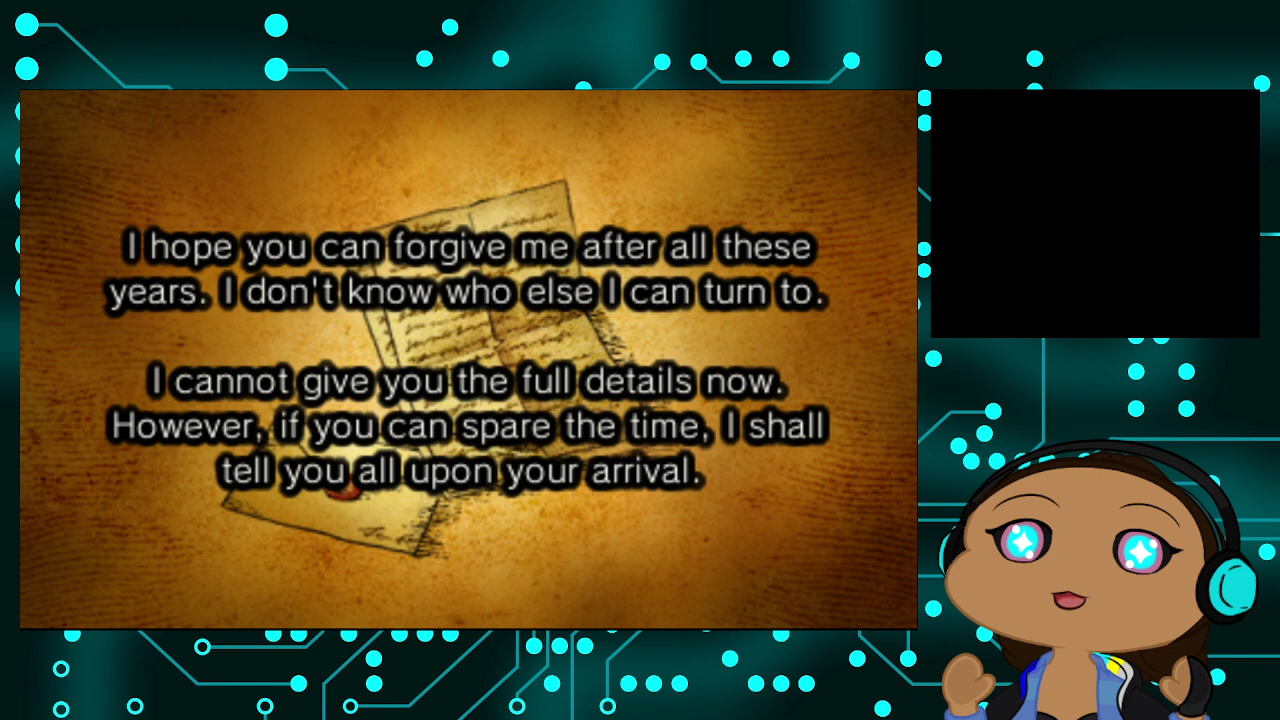 I hope you can forgive me after all these
years. I don't know who else I can turn to.
I cannot give you the full details now.
However, if you can spare the time, I shall
tell you all upon your arrival.